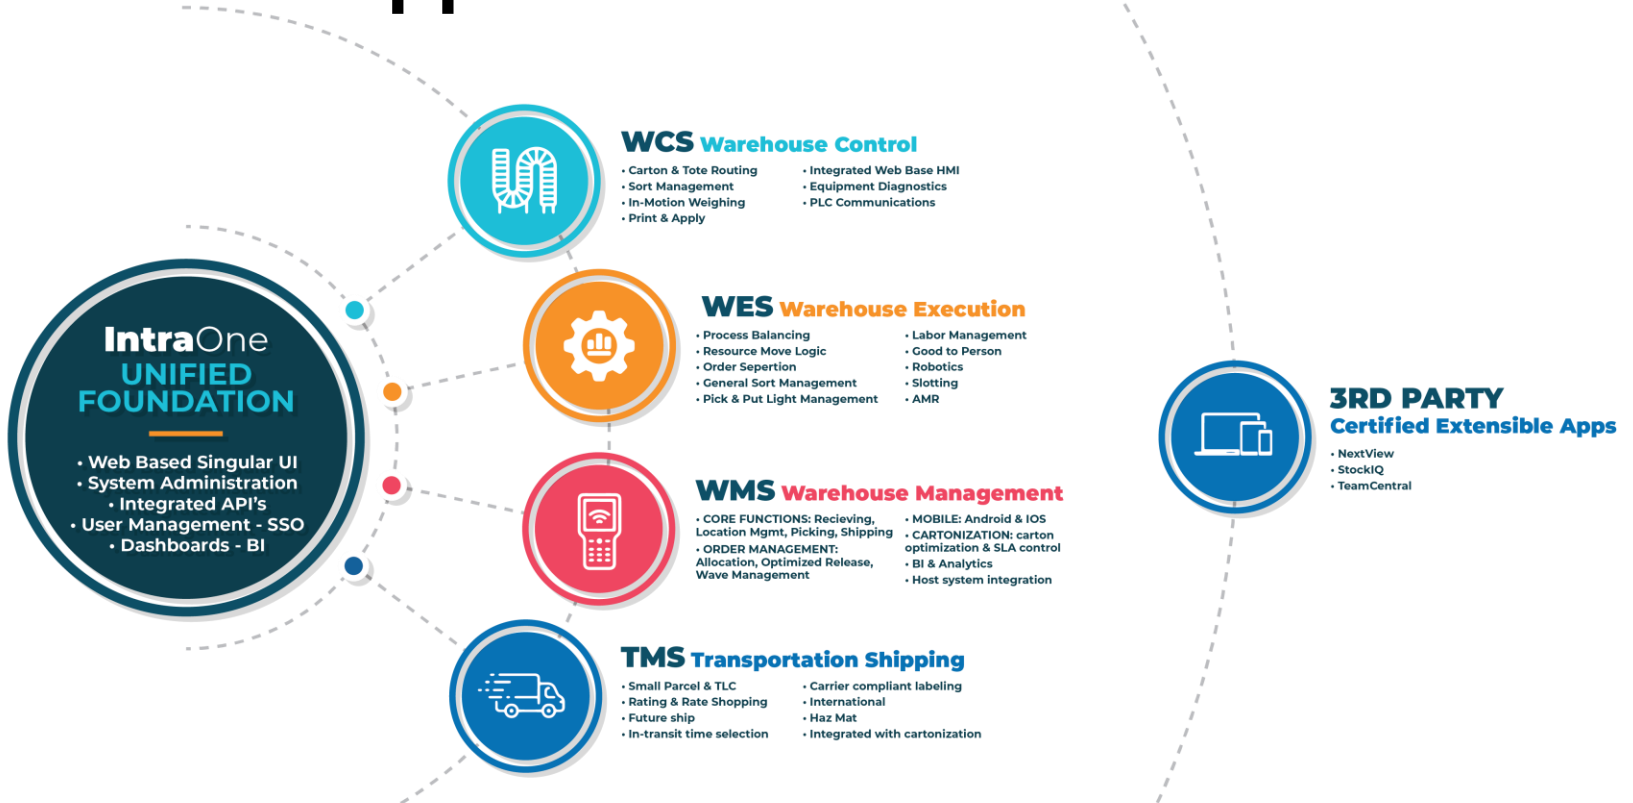 IntraOne
UNIFIED
FOUNDATION
• Web Based Singular UI
• System Administration
• Integrated API's
• User Management - SSO
• Dashboards - BI
WCS Warehouse Control
• Carton & Tote Routing
• Sort Management
• In-Motion Weighing
• Print & Apply
• Integrated Web Base HMI
• Equipment Diagnostics
• PLC Communications
WES Warehouse Execution
• Process Balancing
• Resource Move Logic
• Order Sepertion
• General Sort Management
• Pick & Put Light Management
• Labor Management
• Good to Person
• Robotics
• Slotting
• AMR
WMS Warehouse Management
• CORE FUNCTIONS: Recieving,
Location Mgmt, Picking, Shipping
• ORDER MANAGEMENT:
Allocation, Optimized Release,
Wave Management
• MOBILE: Android & IOS
• CARTONIZATION: carton
optimization & SLA control
• BI & Analytics
• Host system integration
TMS Transportation Shipping
• Small Parcel & TLC
• Rating & Rate Shopping
• Future ship
• In-transit time selection
• Carrier compliant labeling
• International
• Haz Mat
• Integrated with cartonization
3RD PARTY
Certified Extensible Apps
• NextView
• StockIQ
• TeamCentral